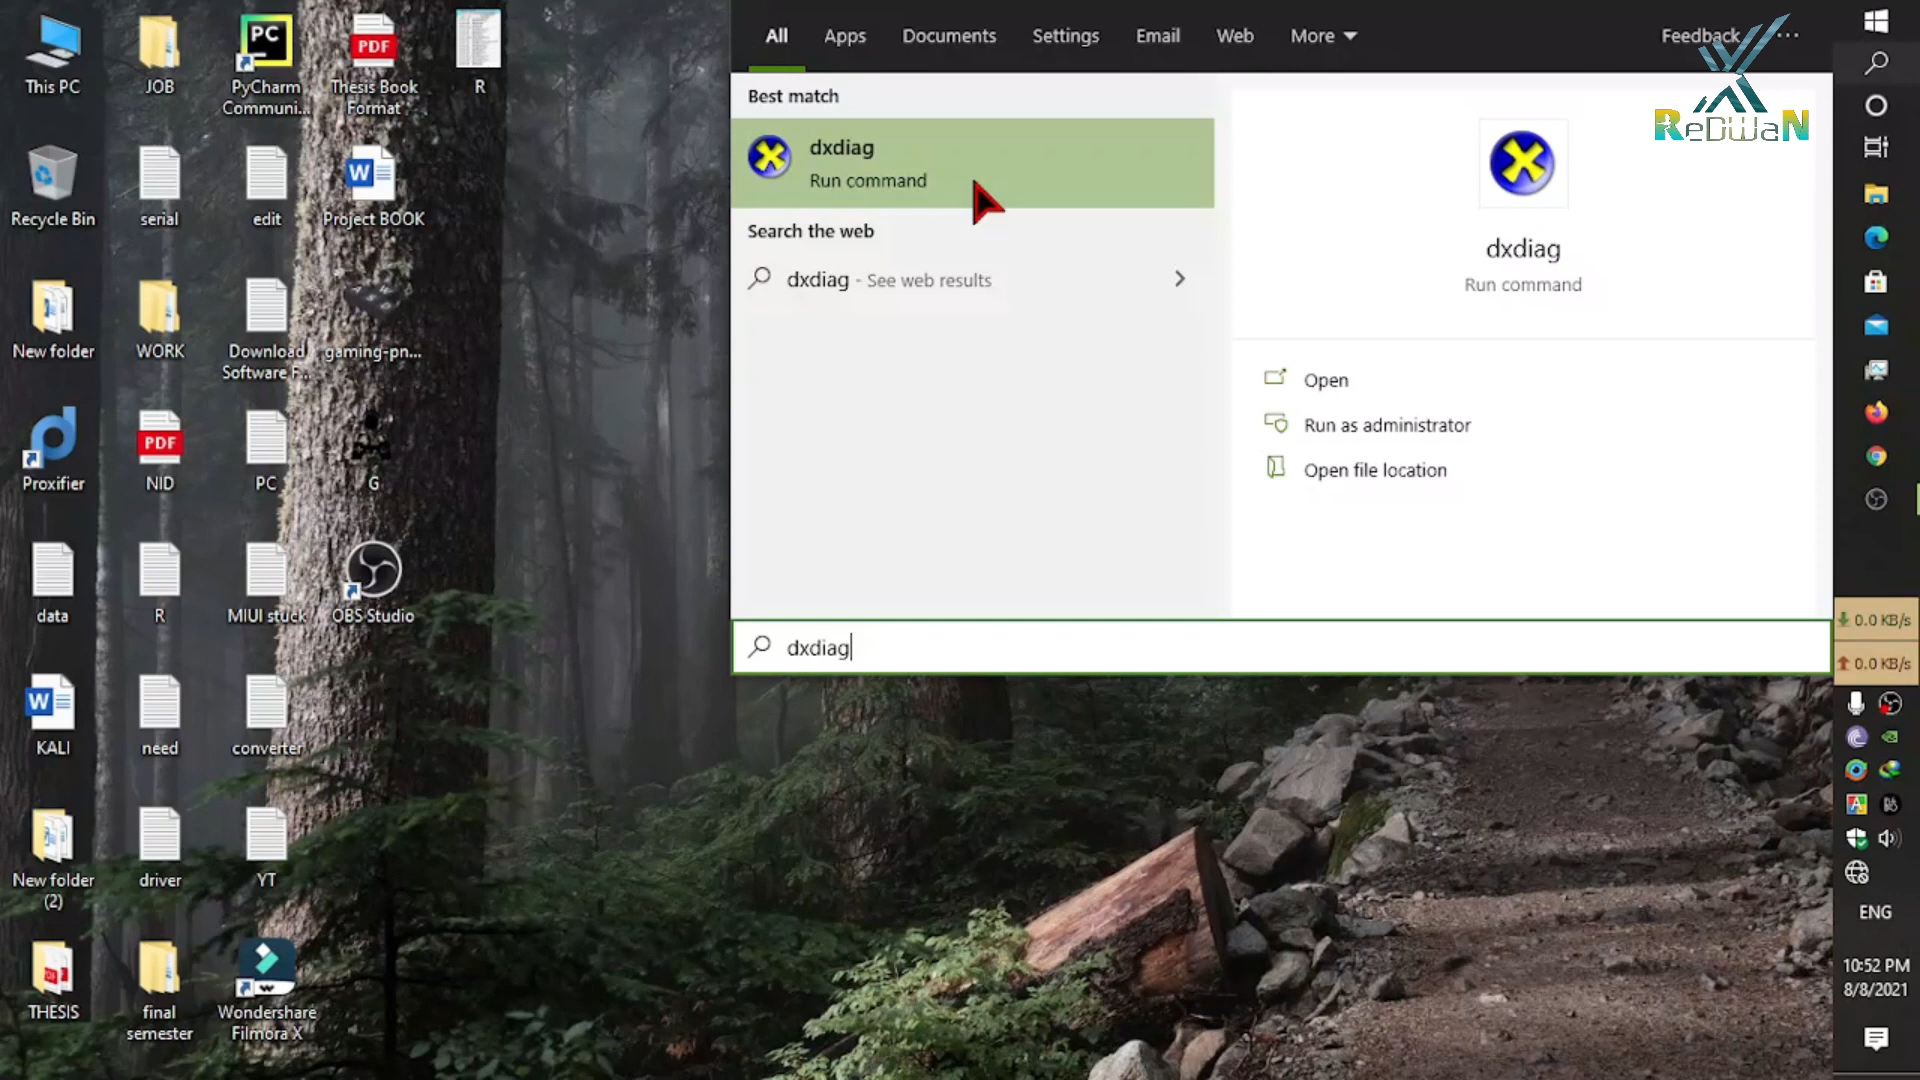 This PC
JOB
PC
PyCharm
Communi...
PDF
Thesis Book
Format
R
Recycle Bin
serial
edit
W
Project BOOK
New folder
WORK
Download
Software F...
gaming-pn...
Proxifier
PDF
NID
PC
G
data
R
MIUI stuck
OBS Studio
W
KALI
need
converter
New folder
(2)
driver
YT
THESIS
final
semester
Wondershare
Filmora X
All
Apps
Documents
Settings
Email
Web
More
Feedback
ReDWaN
Best match
dxdiag
Run command
Search the web
dxdiag - See web results
dxdiag
Run command
Open
Run as administrator
Open file location
dxdiag
0.0 KB/s
0.0 KB/s
ENG
10:52 PM
8/8/2021